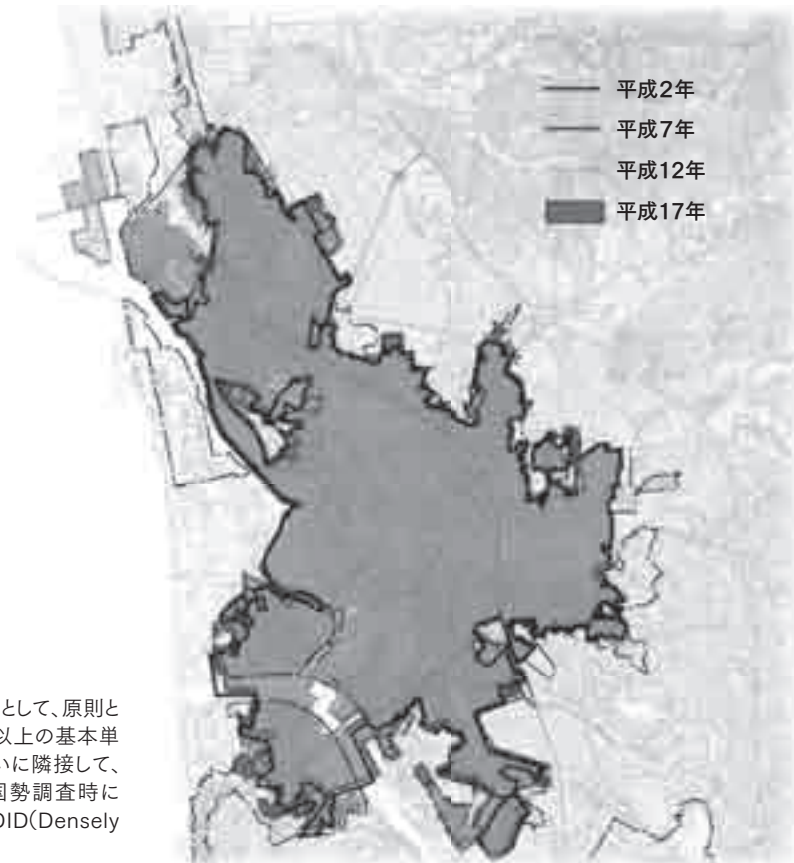 平成2年
平成7年
平成12年
平成17年
として、原則と
以上の基本単
いに隣接して、
国勢調査時に
DID(Densely